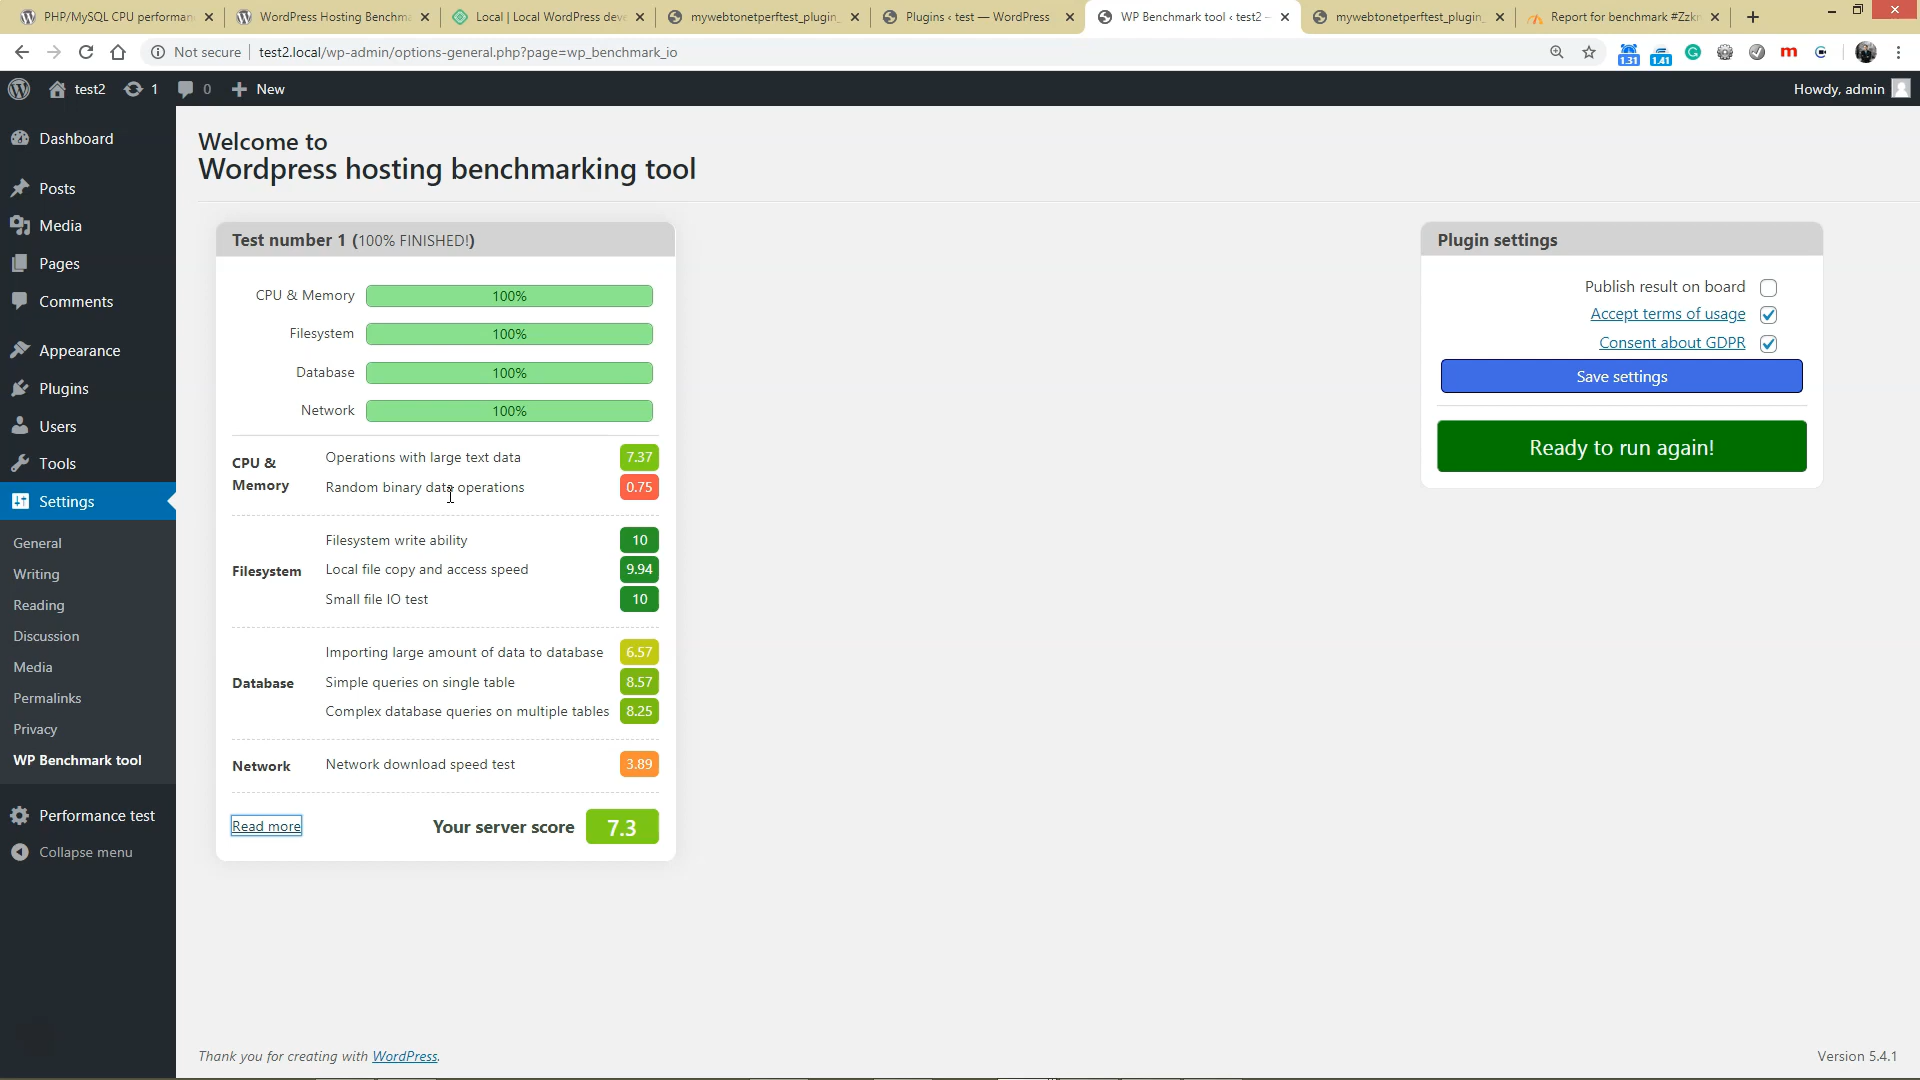 PHP/MySQL CPU performan
WordPress Hosting Benchma
Local | Local WordPress deve
mywebtonetperftest_plugin_
Plugins ‹ test — WordPress
WP Benchmark tool ‹ test2 –
mywebtonetperftest_plugin_
Report for benchmark #Zzkn
Not secure
test2.local/wp-admin/options-general.php?page=wp_benchmark_io
1.31
1.41
test2
1
0
New
Howdy, admin
Dashboard
Posts
Media
Pages
Comments
Appearance
Plugins
Users
Tools
Settings
General
Writing
Reading
Discussion
Media
Permalinks
Privacy
WP Benchmark tool
Performance test
Collapse menu
Welcome to
Wordpress hosting benchmarking tool
Test number 1 (100% FINISHED!)
CPU & Memory 100%
Filesystem 100%
Database 100%
Network 100%
CPU & Memory
Operations with large text data 7.37
Random binary data operations 0.75
Filesystem
Filesystem write ability 10
Local file copy and access speed 9.94
Small file IO test 10
Database
Importing large amount of data to database 6.57
Simple queries on single table 8.57
Complex database queries on multiple tables 8.25
Network
Network download speed test 3.89
Read more
Your server score 7.3
Plugin settings
Publish result on board
Accept terms of usage
Consent about GDPR
Save settings
Ready to run again!
Thank you for creating with WordPress.
Version 5.4.1